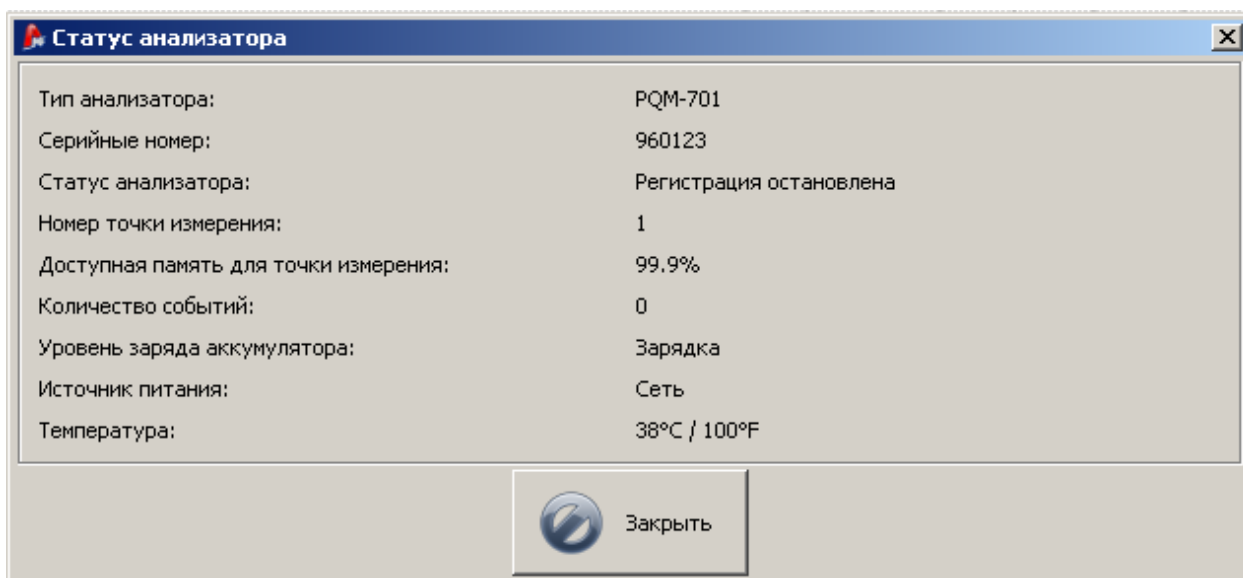 Статус анализатора
Тип анализатора: PQM-701
Серийные номер: 960123
Статус анализатора: Регистрация остановлена
Номер точки измерения: 1
Доступная память для точки измерения: 99.9%
Количество событий: 0
Уровень заряда аккумулятора: Зарядка
Источник питания: Сеть
Температура: 38°C / 100°F
Закрыть